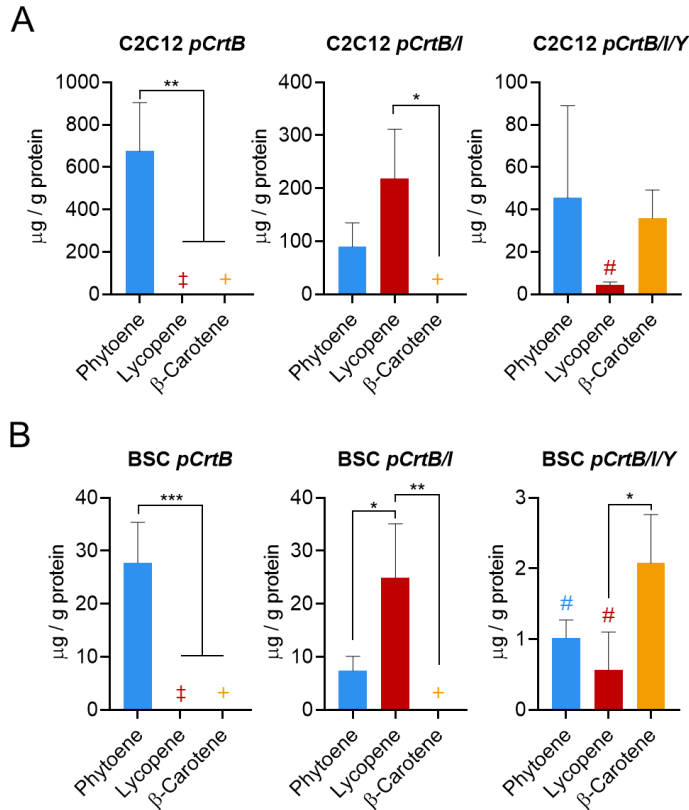 A
C2C12 pCrtB
C2C12 pCrtB/I
C2C12 pCrtB/I/Y
µg / g protein
1000
800
600
400
200
0
**
‡
+
Phytoene
Lycopene
β-Carotene
µg / g protein
400
300
200
100
0
*
+
Phytoene
Lycopene
β-Carotene
µg / g protein
100
80
60
40
20
0
#
Phytoene
Lycopene
β-Carotene
B
BSC pCrtB
BSC pCrtB/I
BSC pCrtB/I/Y
µg / g protein
40
30
20
10
0
***
‡
+
Phytoene
Lycopene
β-Carotene
µg / g protein
40
30
20
10
0
*
**
+
Phytoene
Lycopene
β-Carotene
µg / g protein
3
2
1
0
#
#
*
Phytoene
Lycopene
β-Carotene